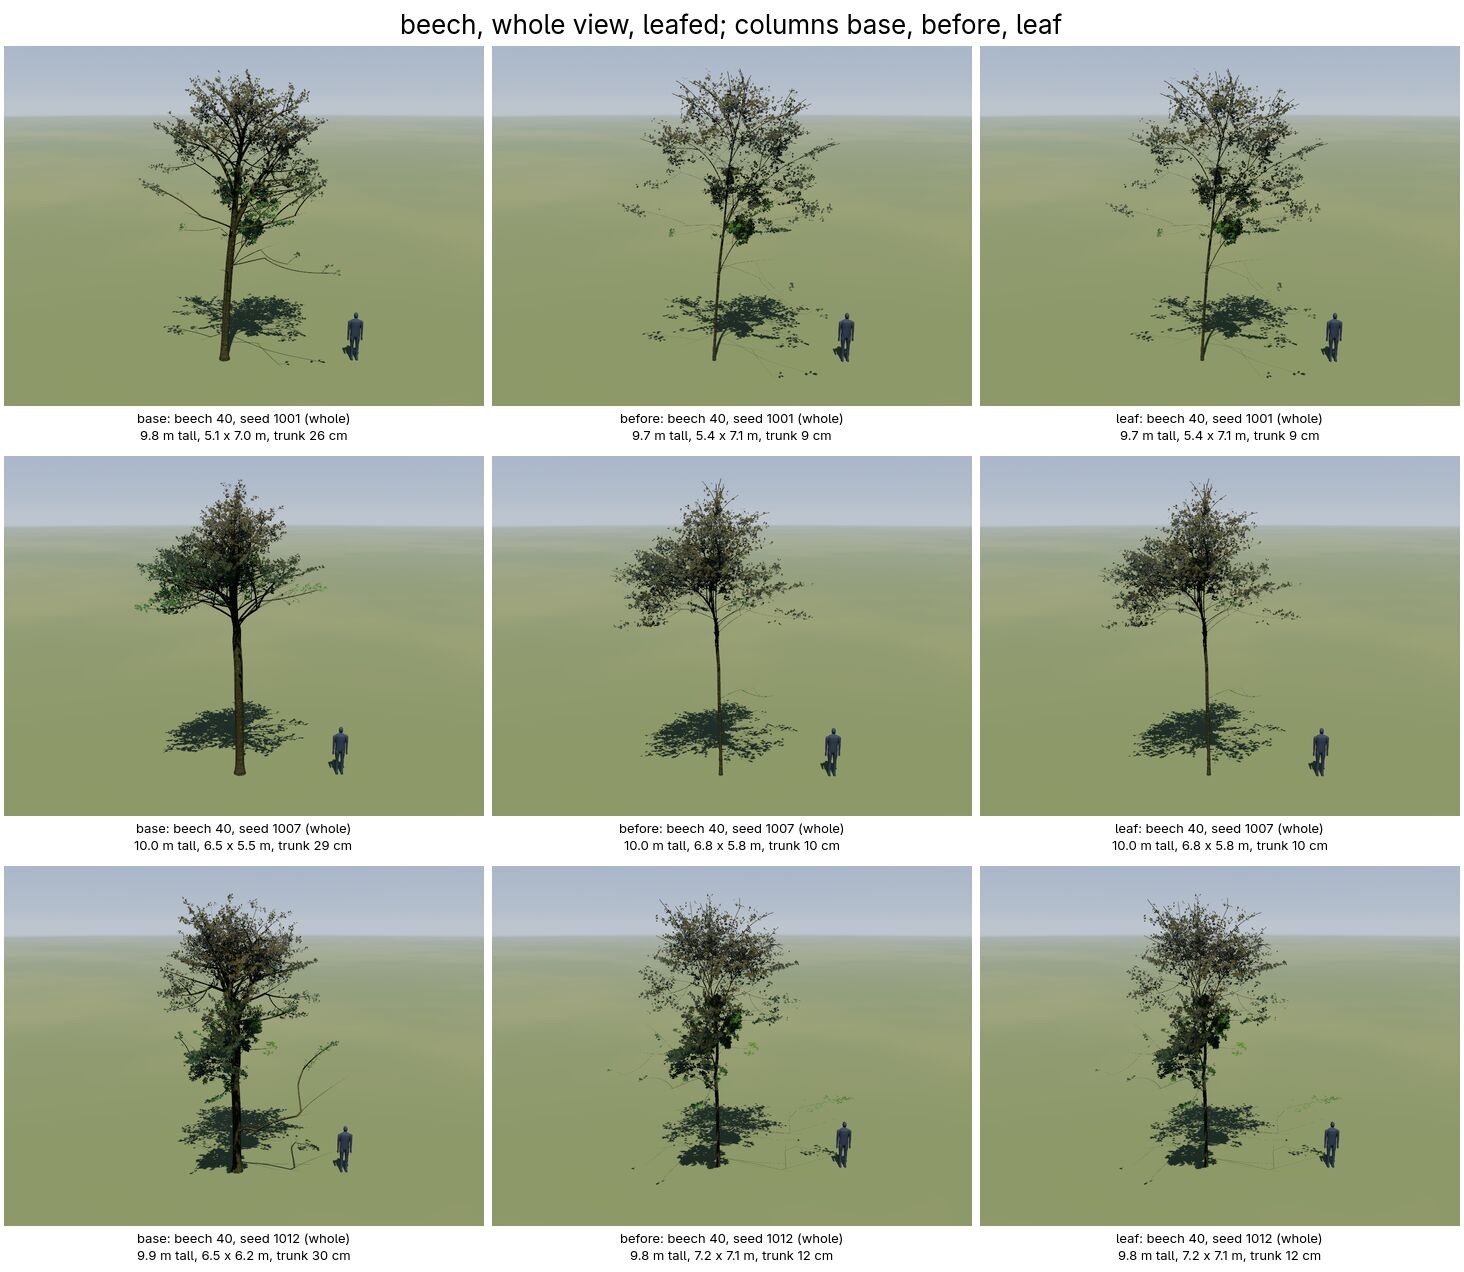 beech, whole view, leafed; columns base, before, leaf
base: beech 40, seed 1001 (whole)
9.8 m tall, 5.1 x 7.0 m, trunk 26 cm
before: beech 40, seed 1001 (whole)
9.7 m tall, 5.4 x 7.1 m, trunk 9 cm
leaf: beech 40, seed 1001 (whole)
9.7 m tall, 5.4 x 7.1 m, trunk 9 cm
base: beech 40, seed 1007 (whole)
10.0 m tall, 6.5 x 5.5 m, trunk 29 cm
before: beech 40, seed 1007 (whole)
10.0 m tall, 6.8 x 5.8 m, trunk 10 cm
leaf: beech 40, seed 1007 (whole)
10.0 m tall, 6.8 x 5.8 m, trunk 10 cm
base: beech 40, seed 1012 (whole)
9.9 m tall, 6.5 x 6.2 m, trunk 30 cm
before: beech 40, seed 1012 (whole)
9.8 m tall, 7.2 x 7.1 m, trunk 12 cm
leaf: beech 40, seed 1012 (whole)
9.8 m tall, 7.2 x 7.1 m, trunk 12 cm